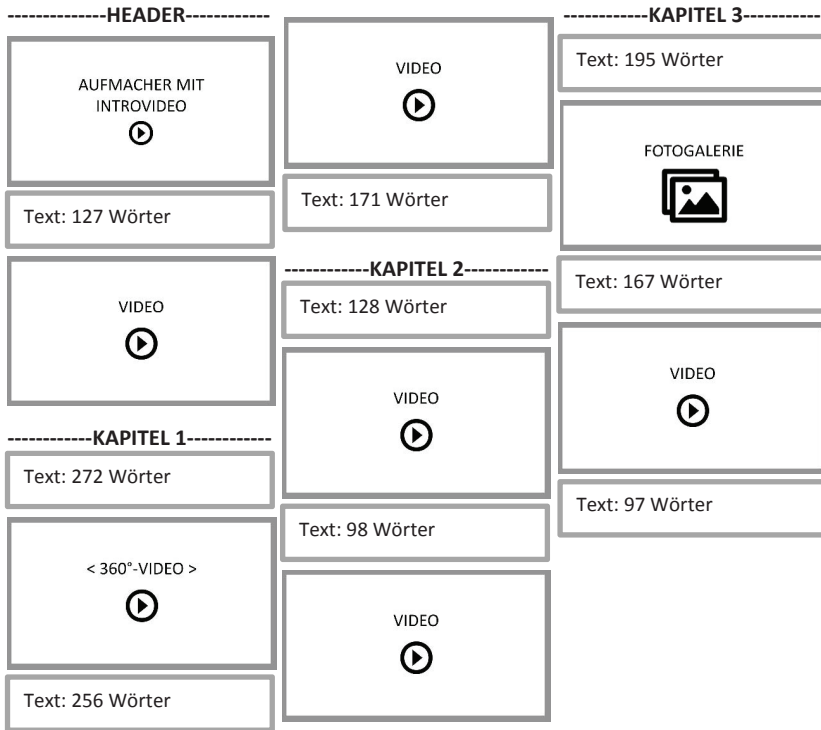 --------------HEADER------------
AUFMACHER MIT
INTROVIDEO
Text: 127 Wörter
VIDEO
------------KAPITEL 1------------
Text: 272 Wörter
< 360°-VIDEO >
Text: 256 Wörter
VIDEO
Text: 171 Wörter
------------KAPITEL 2------------
Text: 128 Wörter
VIDEO
Text: 98 Wörter
VIDEO
------------KAPITEL 3-----------
Text: 195 Wörter
FOTOGALERIE
Text: 167 Wörter
VIDEO
Text: 97 Wörter